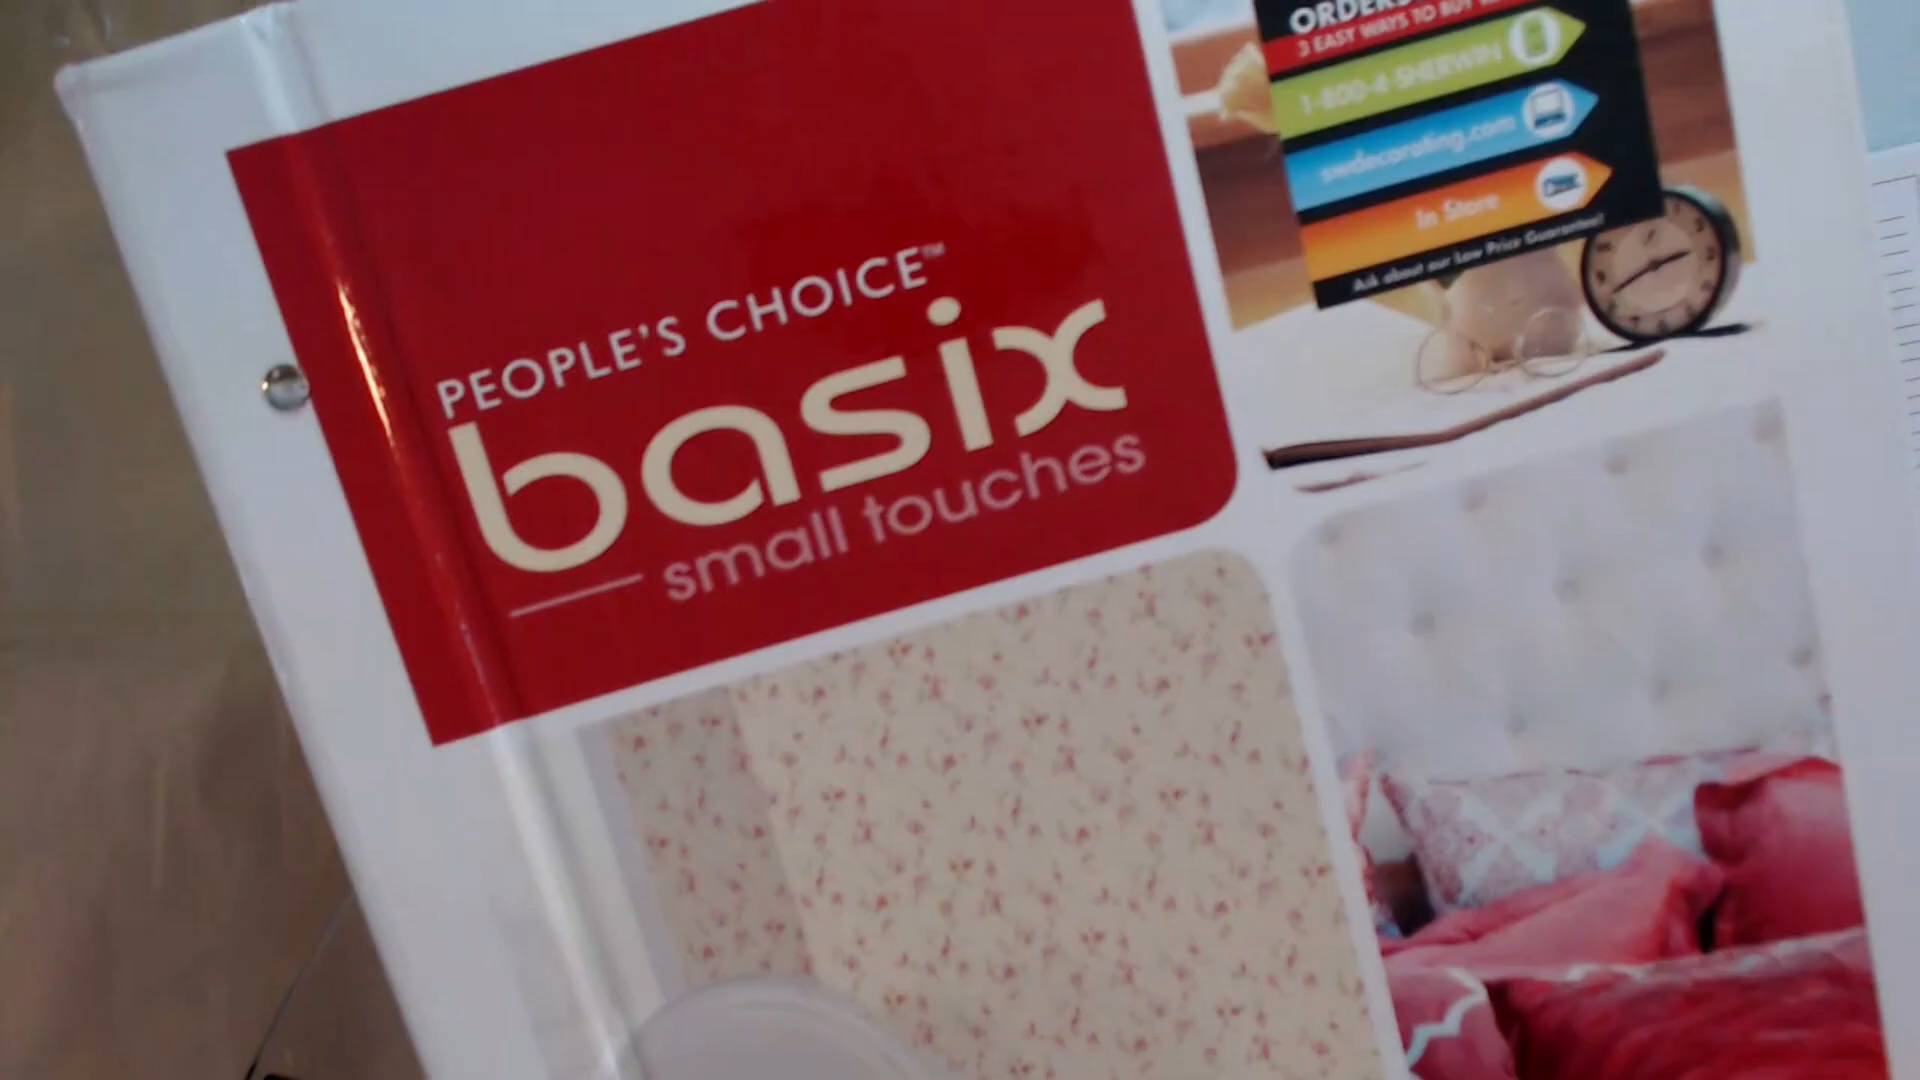 PEOPLE'S CHOICE™
basix
small touches
ORDERS
3 EASY WAYS TO BUY
1-800-4-SHERWIN
swdecorating.com
In Store
Ask about our Low Price Guarantee!